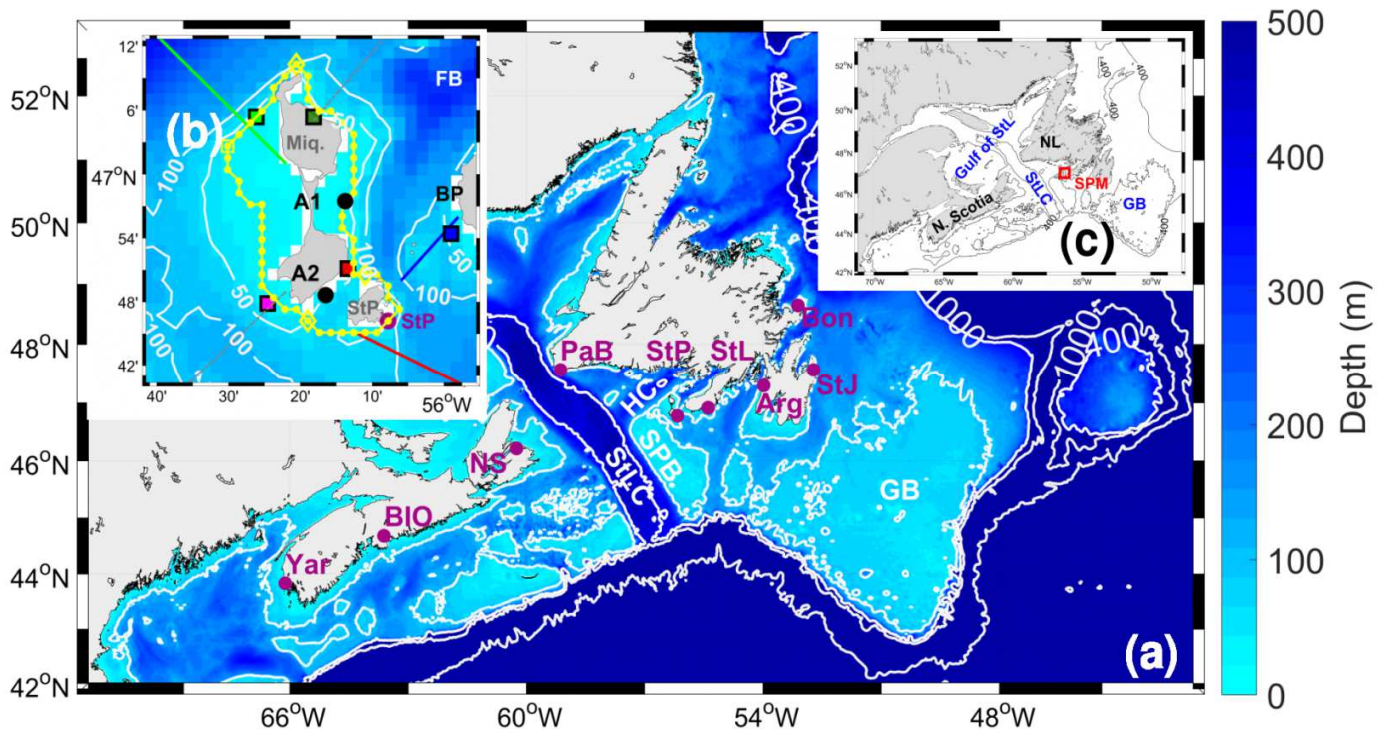 12'
6'
47°N
54'
48'
42'
40'
30'
20'
10'
56°W
FB
(b)
50
Miq.
100
BP
A1
50
A2
100
100
50
StP
StP
100
52°N
50°N
48°N
46°N
44°N
42°N
66°W
60°W
54°W
48°W
400
400
1000
1000
400
PaB
StP
StL
Bon
StJ
Arg
HC
SPB
StLC
NS
BIO
Yar
GB
(a)
52°N
50°N
48°N
46°N
44°N
42°N
70°W
65°W
60°W
55°W
50°W
400
Gulf of StL
NL
StLC
SPM
GB
N. Scotia
400
400
(c)
500
400
300
200
100
0
Depth (m)